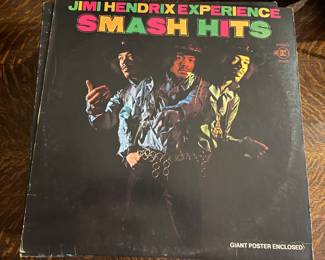 JIMI HENDRIX EXPERIENCE
SMASH HITS
GIANT POSTER ENCLOSED